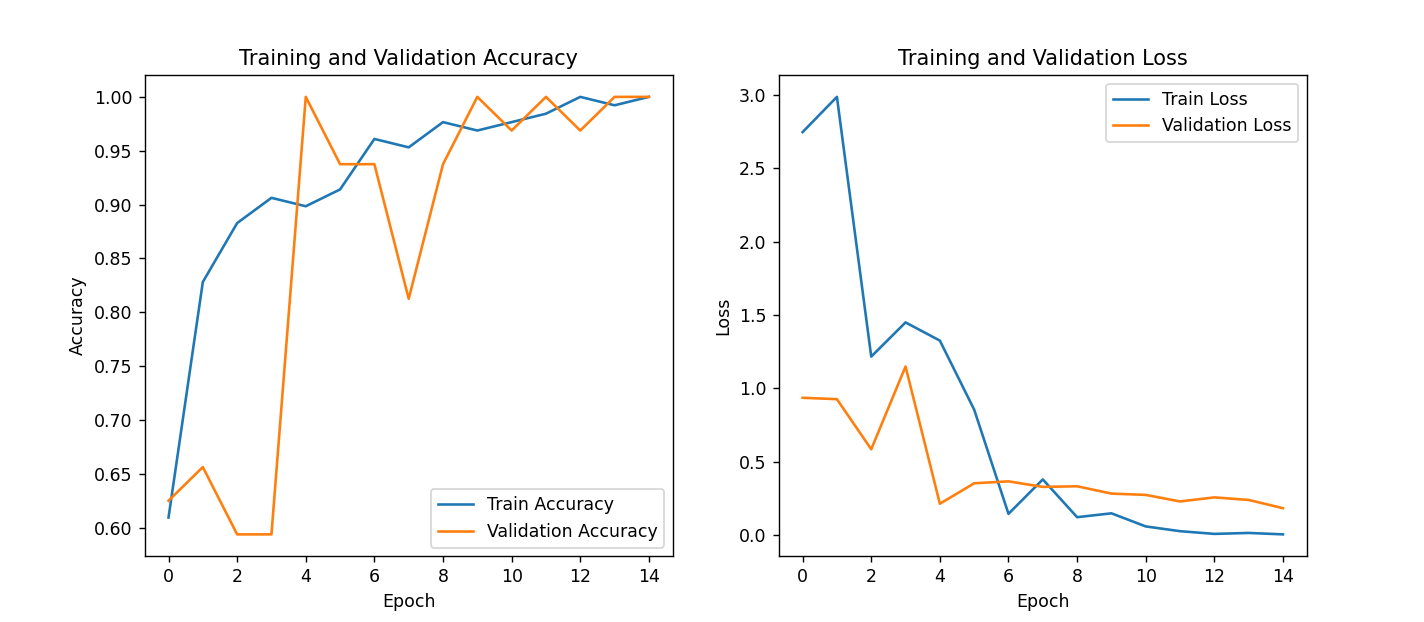 Training and Validation Accuracy
1.00
0.95
0.90
0.85
0.80
0.75
0.70
0.65
0.60
Accuracy
Train Accuracy
Validation Accuracy
0 2 4 6 8 10 12 14
Epoch
Training and Validation Loss
3.0
2.5
2.0
1.5
1.0
0.5
0.0
Loss
Train Loss
Validation Loss
0 2 4 6 8 10 12 14
Epoch